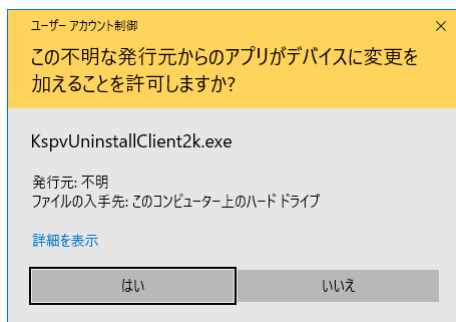 ユーザー アカウント制御
この不明な発行元からのアプリがデバイスに変更を
加えることを許可しますか?
KspvUninstallClient2k.exe
発行元: 不明
ファイルの入手先: このコンピューター上のハード ドライブ
詳細を表示
はい
いいえ